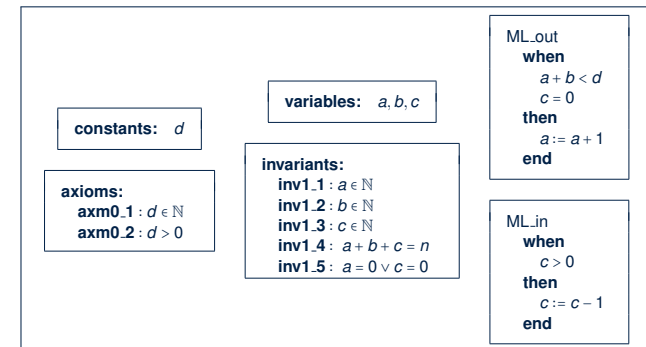 constants: d
axioms:
axm0_1 : d ∈ ℕ
axm0_2 : d > 0
variables: a, b, c
invariants:
inv1_1 : a ∈ ℕ
inv1_2 : b ∈ ℕ
inv1_3 : c ∈ ℕ
inv1_4 : a + b + c = n
inv1_5 : a = 0 ∨ c = 0
ML_out
when
a + b < d
c = 0
then
a := a + 1
end
ML_in
when
c > 0
then
c := c − 1
end